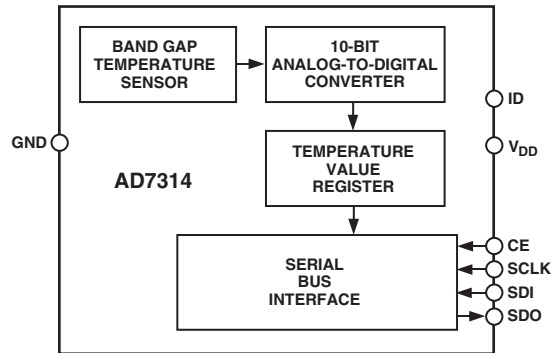 BAND GAP
TEMPERATURE
SENSOR
10-BIT
ANALOG-TO-DIGITAL
CONVERTER
ID
GND
VDD
TEMPERATURE
VALUE
REGISTER
AD7314
SERIAL
BUS
INTERFACE
CE
SCLK
SDI
SDO